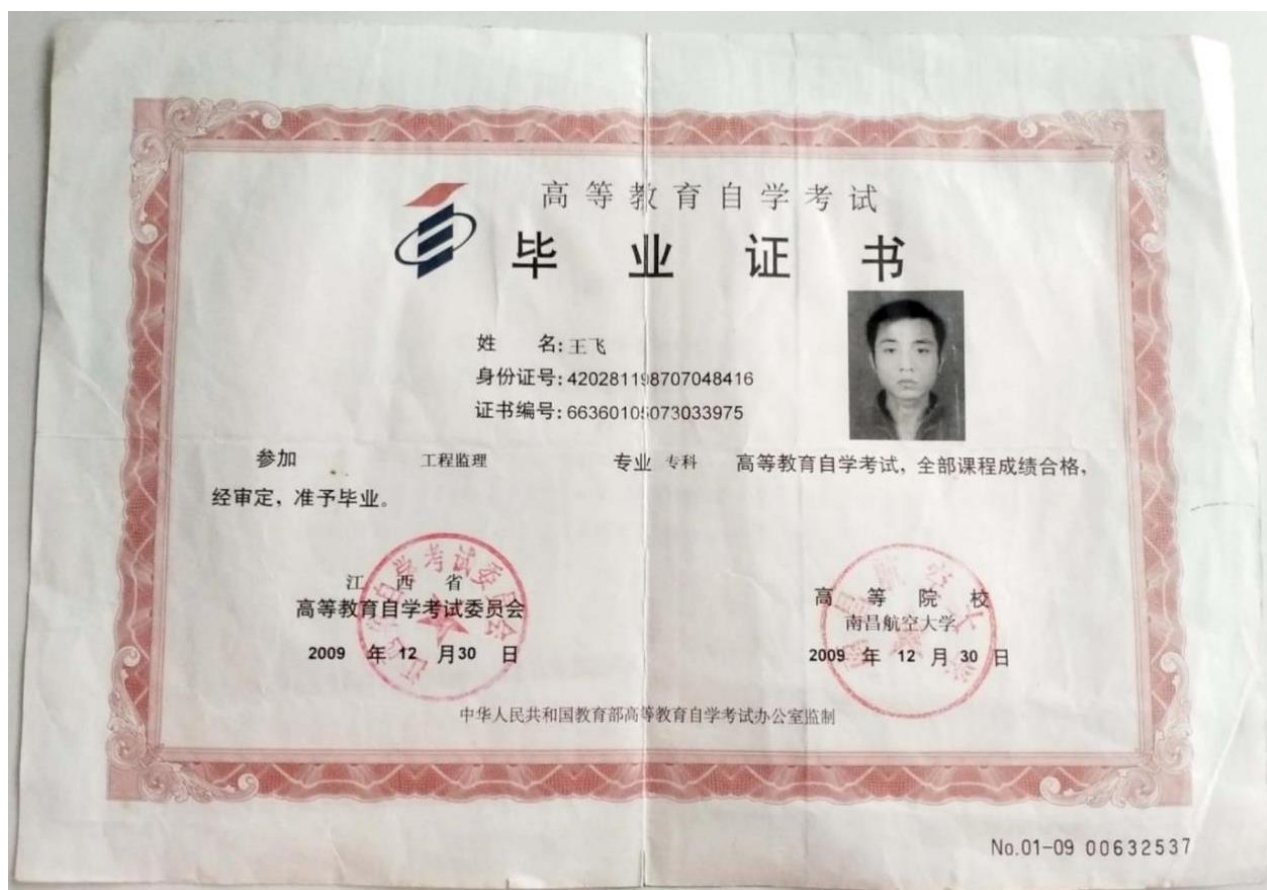 高等教育自学考试
毕业证书
姓 名:王飞
身份证号:420281198707048416
证书编号:66360105073033975
参加 工程监理 专业 专科 高等教育自学考试,全部课程成绩合格,
经审定,准予毕业。
江西省
高等教育自学考试委员会
2009 年 12 月 30 日
高等院校
南昌航空大学
2009 年 12 月 30 日
中华人民共和国教育部高等教育自学考试办公室监制
No.01-09 00632537